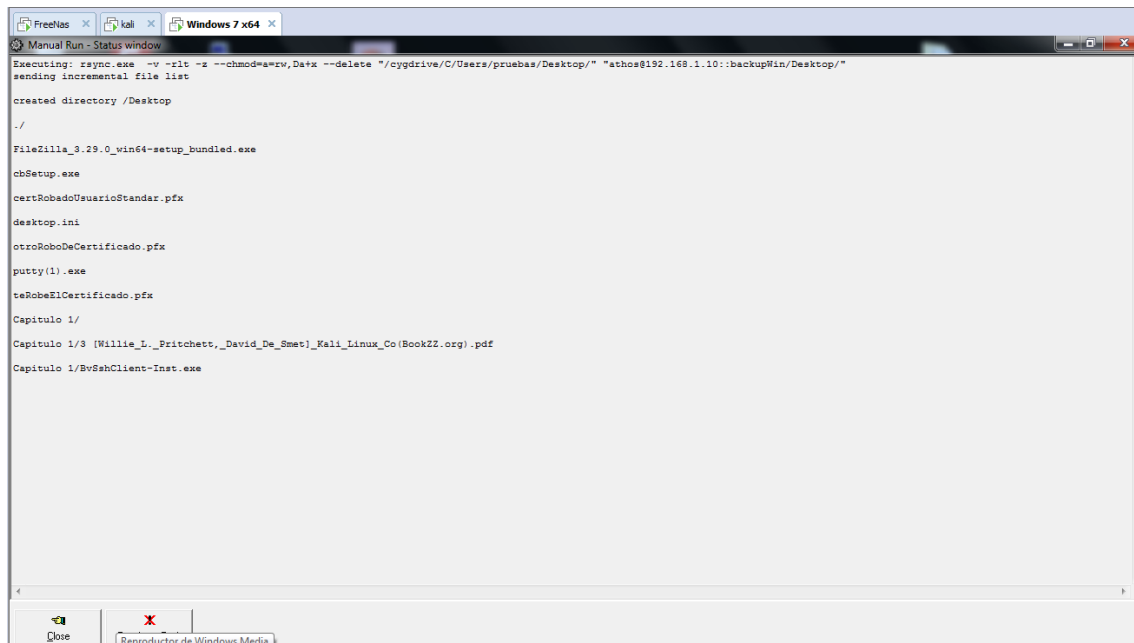 FreeNas
kali
Windows 7 x64
Manual Run - Status window
Executing: rsync.exe -v -rlt -z --chmod=a=rw,Da+x --delete "/cygdrive/C/Users/pruebas/Desktop/" "athos@192.168.1.10::backupWin/Desktop/"
sending incremental file list
created directory /Desktop
./
FileZilla_3.29.0_win64-setup_bundled.exe
cbSetup.exe
certRobadoUsuarioStandar.pfx
desktop.ini
otroRoboDeCertificado.pfx
putty(1).exe
teRobeElCertificado.pfx
Capitulo 1/
Capitulo 1/3 [Willie_L._Pritchett,_David_De_Smet]_Kali_Linux_Co(BookZZ.org).pdf
Capitulo 1/BvSshClient-Inst.exe
Close
Reproductor de Windows Media